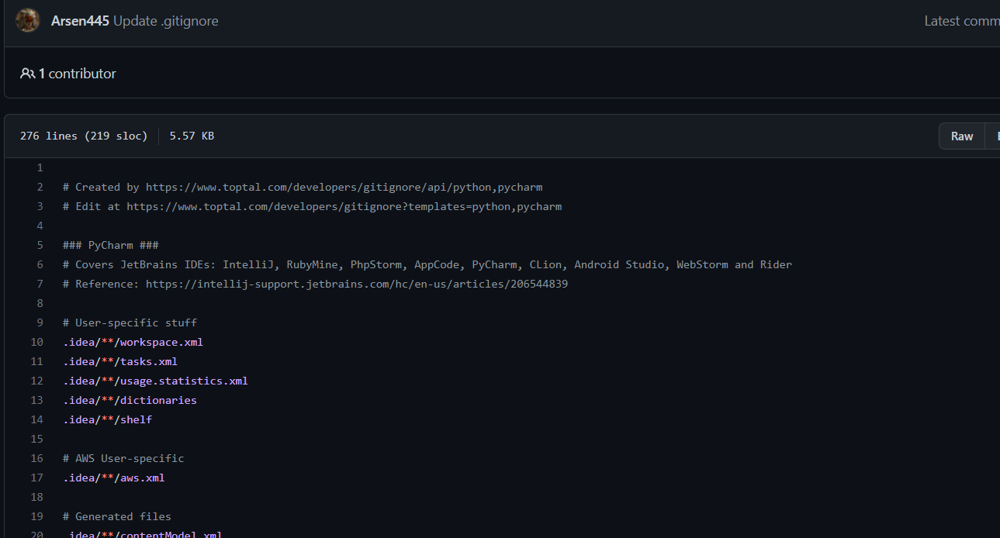 Arsen445 Update .gitignore
Latest comm
1 contributor
276 lines (219 sloc) 5.57 KB
Raw
1
2 # Created by https://www.toptal.com/developers/gitignore/api/python,pycharm
3 # Edit at https://www.toptal.com/developers/gitignore?templates=python,pycharm
4
5 ### PyCharm ###
6 # Covers JetBrains IDEs: IntelliJ, RubyMine, PhpStorm, AppCode, PyCharm, CLion, Android Studio, WebStorm and Rider
7 # Reference: https://intellij-support.jetbrains.com/hc/en-us/articles/206544839
8
9 # User-specific stuff
10 .idea/**/workspace.xml
11 .idea/**/tasks.xml
12 .idea/**/usage.statistics.xml
13 .idea/**/dictionaries
14 .idea/**/shelf
15
16 # AWS User-specific
17 .idea/**/aws.xml
18
19 # Generated files
20 .idea/**/contentModel.xml